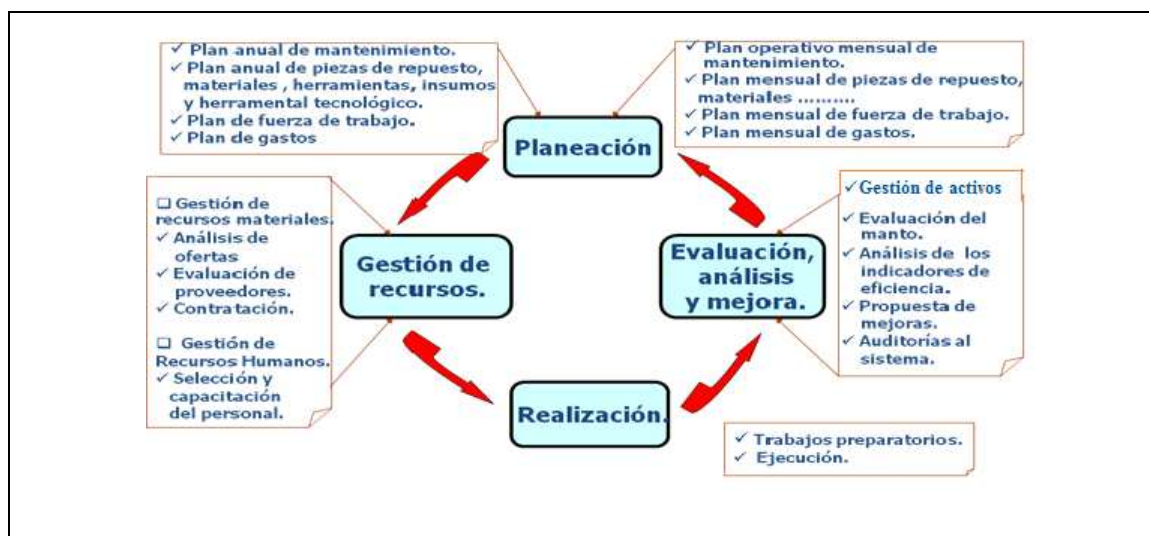 ✓ Plan anual de mantenimiento.
✓ Plan anual de piezas de repuesto,
materiales , herramientas, insumos
y herramental tecnológico.
✓ Plan de fuerza de trabajo.
✓ Plan de gastos
✓ Plan operativo mensual de
mantenimiento.
✓ Plan mensual de piezas de repuesto,
materiales ..........
✓ Plan mensual de fuerza de trabajo.
✓ Plan mensual de gastos.
Planeación
❑ Gestión de
recursos materiales.
✓ Análisis de
ofertas
✓ Evaluación de
proveedores.
✓ Contratación.
❑ Gestión de
Recursos Humanos.
✓ Selección y
capacitación
del personal.
Gestión de
recursos.
Evaluación,
análisis
y mejora.
✓ Gestión de activos
✓ Evaluación del
manto.
✓ Análisis de los
indicadores de
eficiencia.
✓ Propuesta de
mejoras.
✓ Auditorías al
sistema.
Realización.
✓ Trabajos preparatorios.
✓ Ejecución.